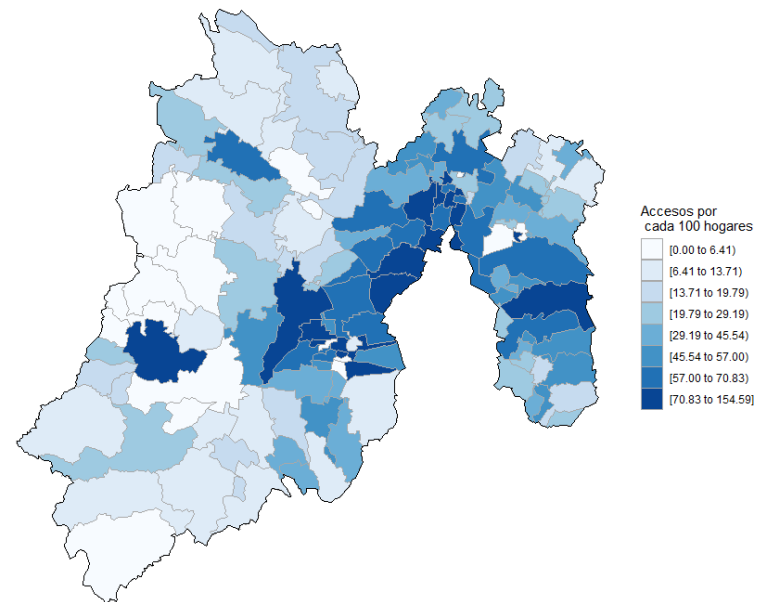 Accesos por
cada 100 hogares
[0.00 to 6.41)
[6.41 to 13.71)
[13.71 to 19.79)
[19.79 to 29.19)
[29.19 to 45.54)
[45.54 to 57.00)
[57.00 to 70.83)
[70.83 to 154.59]